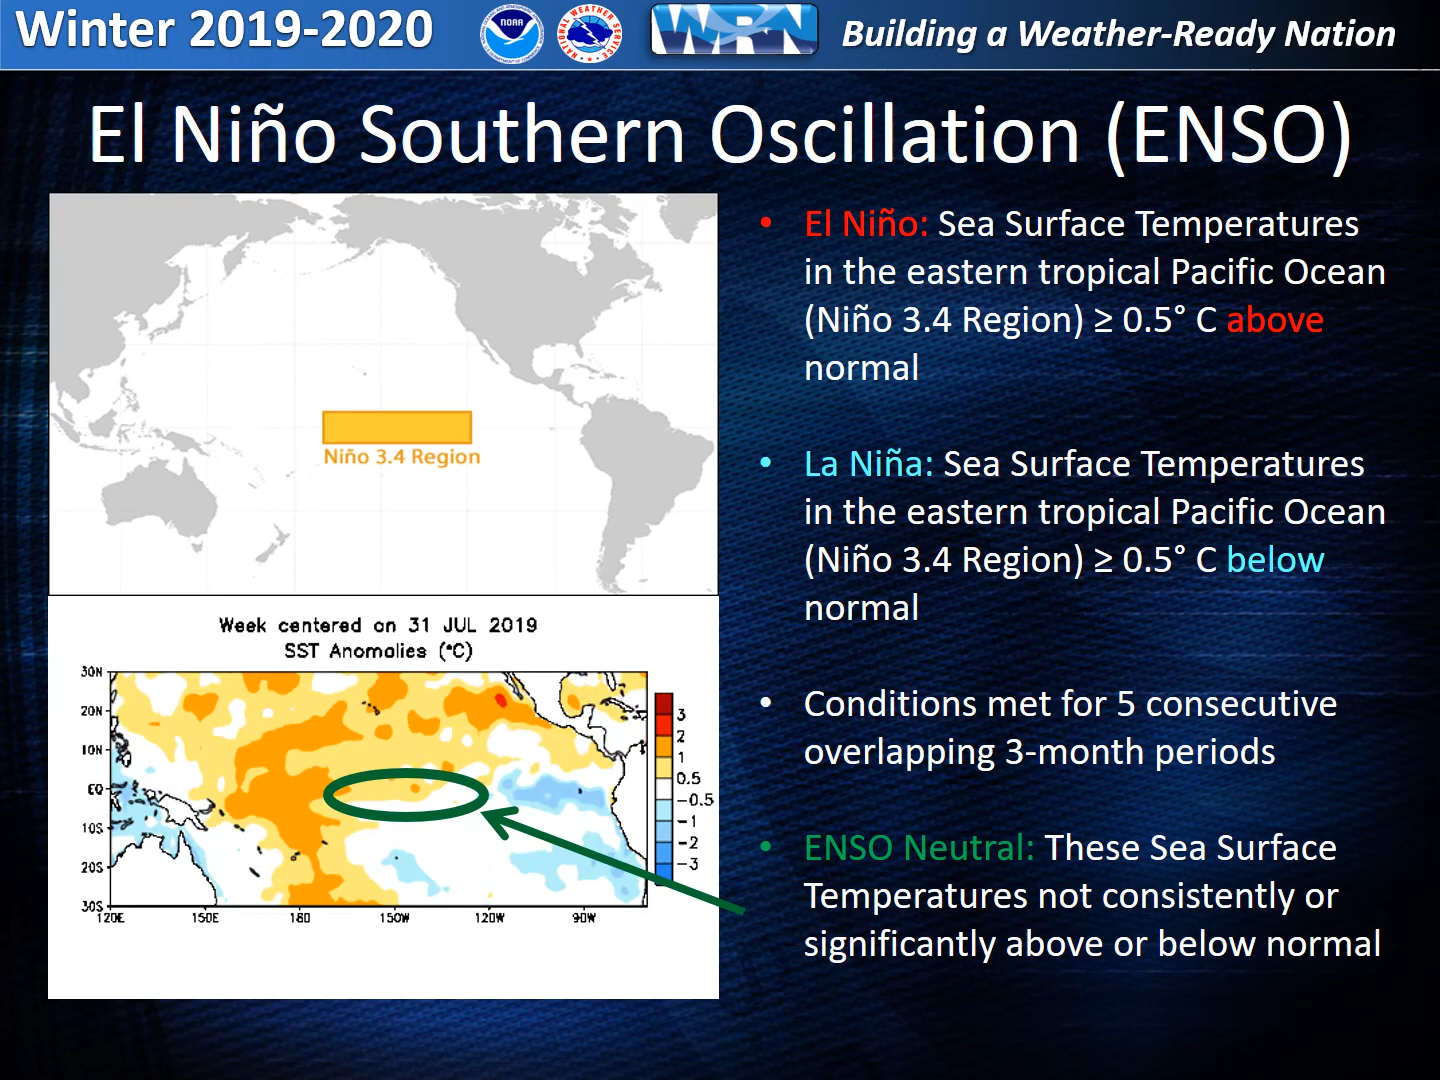 Winter 2019-2020
NOAA
NATIONAL WEATHER SERVICE
WRN
Building a Weather-Ready Nation
El Niño Southern Oscillation (ENSO)
Niño 3.4 Region
Week centered on 31 JUL 2019
SST Anomalies (°C)
30N
20N
10N
EQ
10S
20S
30S
120E 150E 180 150W 120W 90W
3
2
1
0.5
-0.5
-1
-2
-3
• El Niño: Sea Surface Temperatures
in the eastern tropical Pacific Ocean
(Niño 3.4 Region) ≥ 0.5° C above
normal
• La Niña: Sea Surface Temperatures
in the eastern tropical Pacific Ocean
(Niño 3.4 Region) ≥ 0.5° C below
normal
• Conditions met for 5 consecutive
overlapping 3-month periods
• ENSO Neutral: These Sea Surface
Temperatures not consistently or
significantly above or below normal